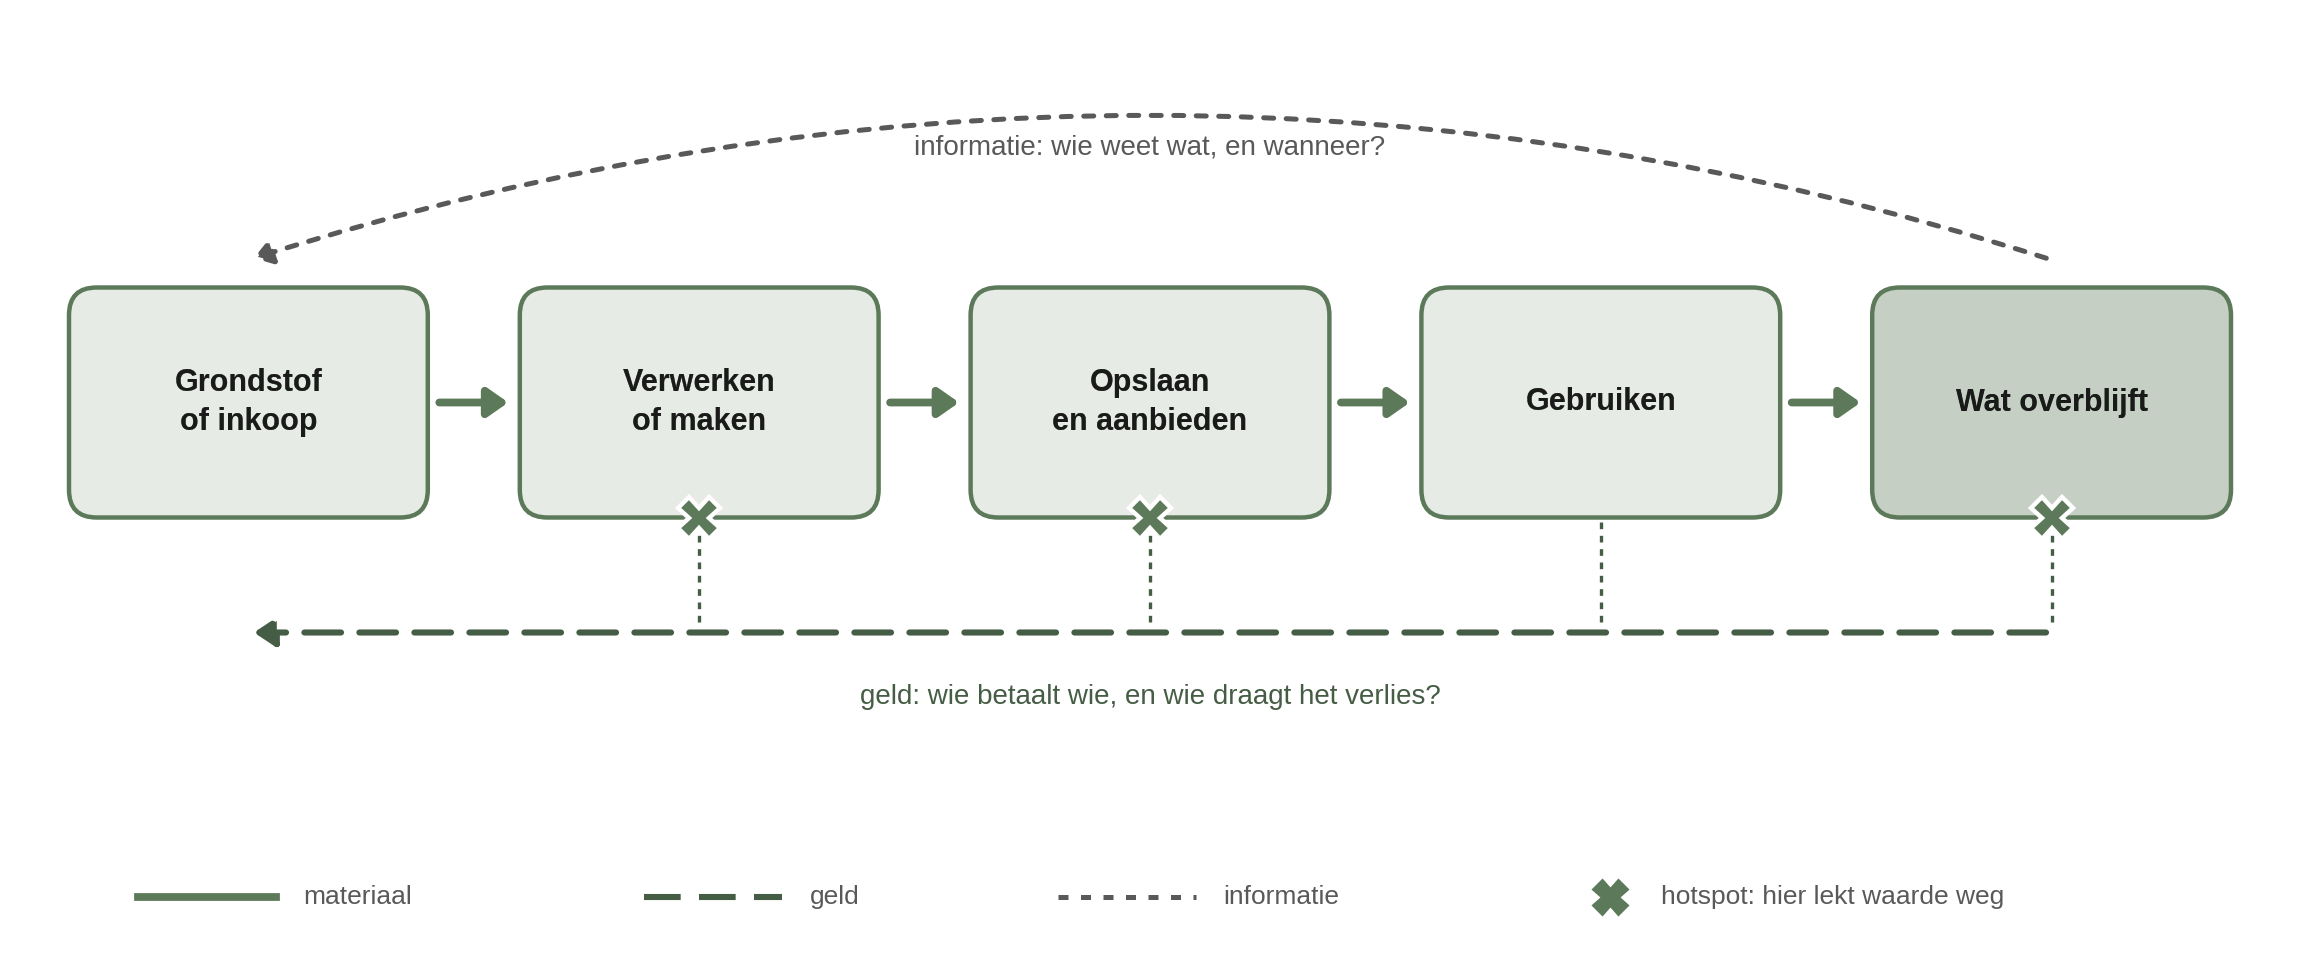 informatie: wie weet wat, en wanneer?
Grondstof
of inkoop
Verwerken
of maken
Opslaan
en aanbieden
Gebruiken
Wat overblijft
geld: wie betaalt wie, en wie draagt het verlies?
materiaal
geld
informatie
hotspot: hier lekt waarde weg